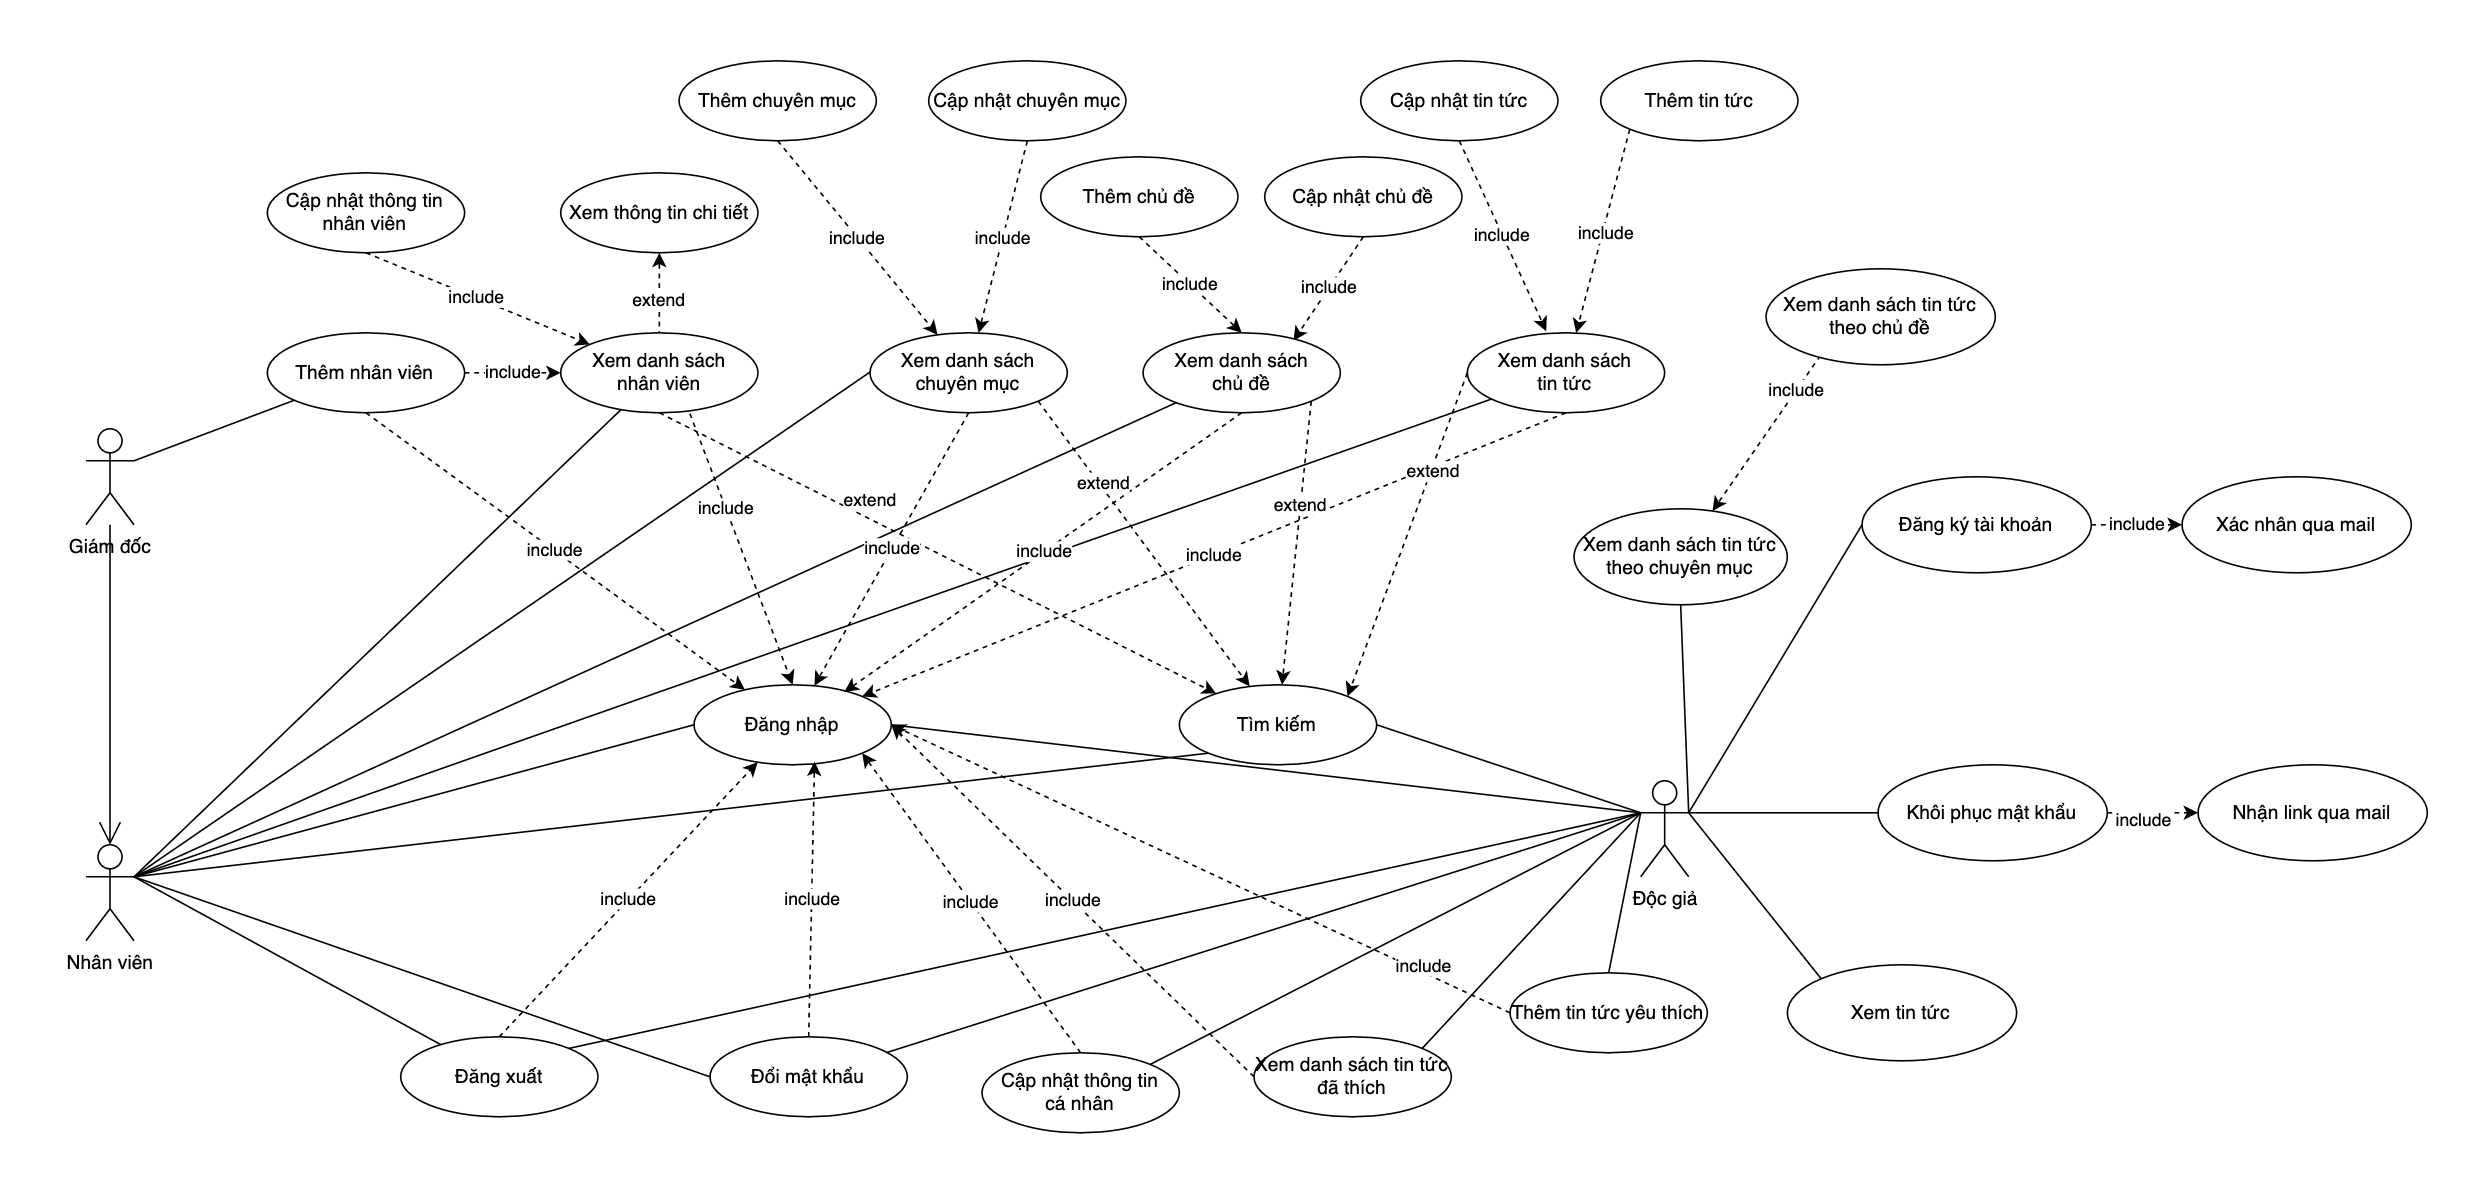 Thêm chuyên mục
Cập nhật chuyên mục
Cập nhật tin tức
Thêm tin tức
Cập nhật thông tin
nhân viên
Xem thông tin chi tiết
Thêm chủ đề
Cập nhật chủ đề
include
include
include
include
include
include
include
extend
Xem danh sách tin tức
theo chủ đề
Thêm nhân viên
include
Xem danh sách
nhân viên
Xem danh sách
chuyên mục
Xem danh sách
chủ đề
Xem danh sách
tin tức
include
Giám đốc
include
include
extend
include
extend
include
extend
include
extend
Xem danh sách tin tức
theo chuyên mục
Đăng ký tài khoản
include
Xác nhân qua mail
Đăng nhập
Tìm kiếm
Khôi phục mật khẩu
include
Nhận link qua mail
Độc giả
Nhân viên
include
include
include
include
include
Đăng xuất
Đổi mật khẩu
Cập nhật thông tin
cá nhân
Xem danh sách tin tức
đã thích
Thêm tin tức yêu thích
Xem tin tức